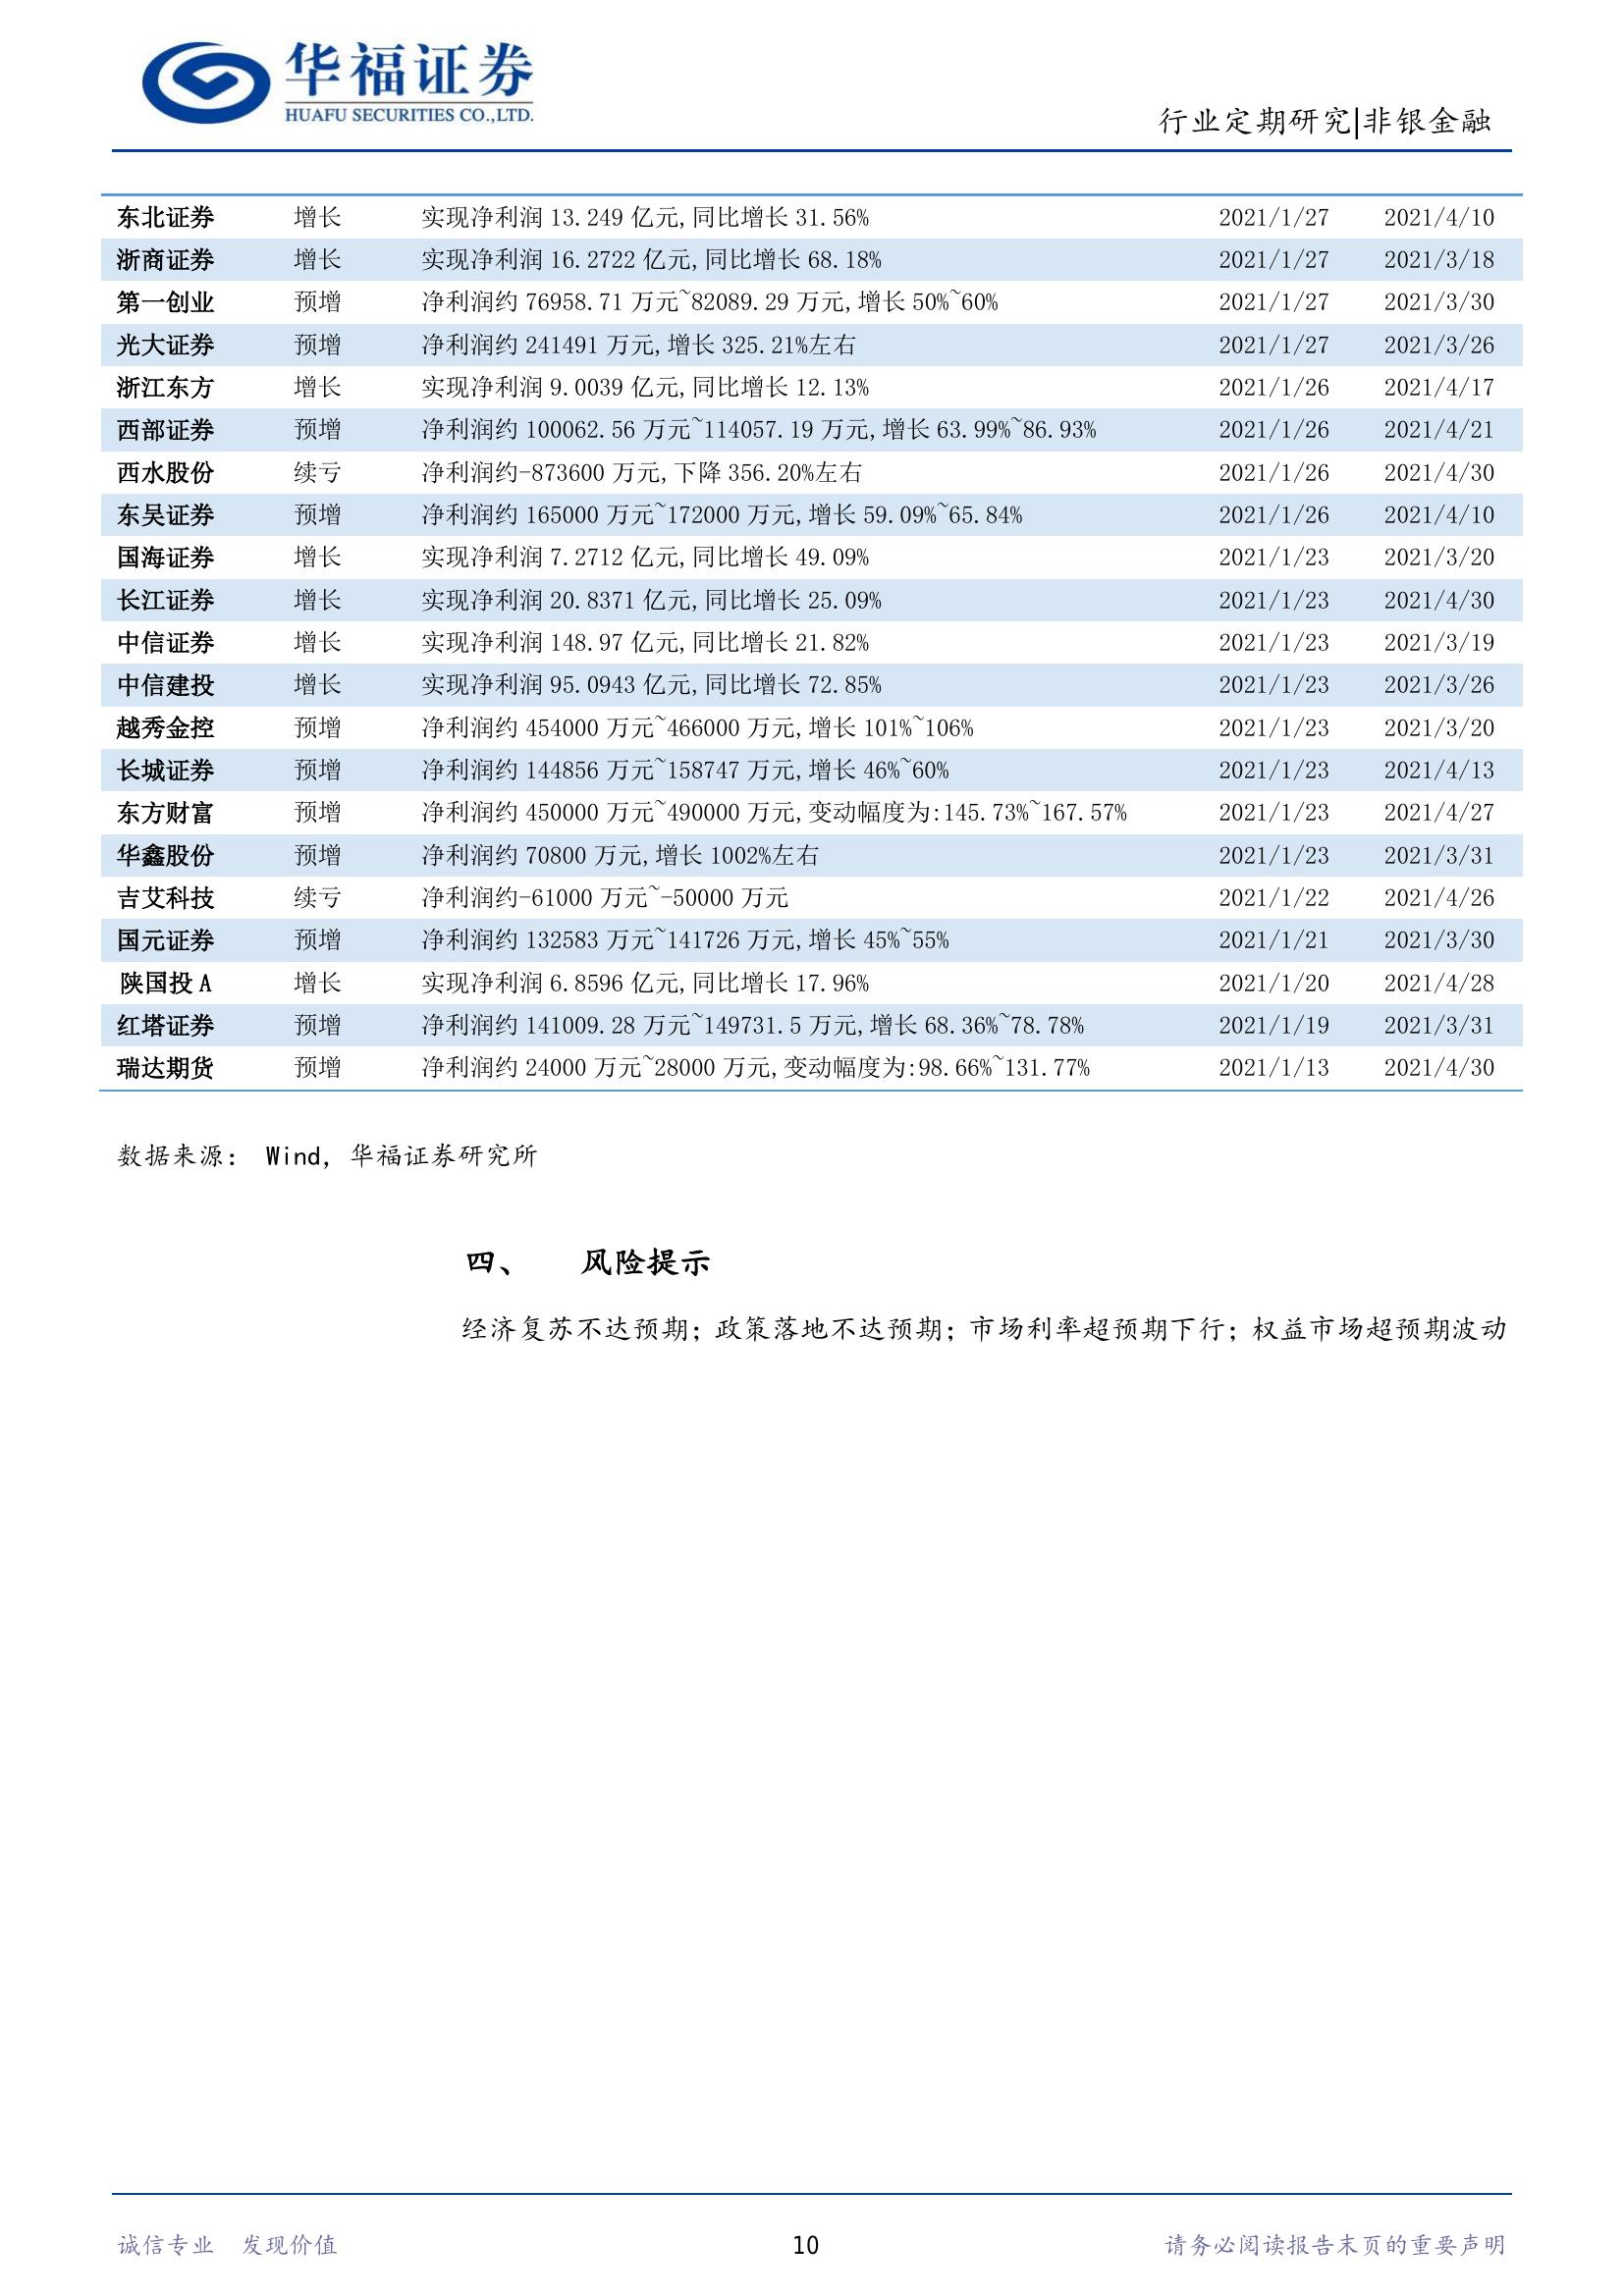 华福证券
HUAFU SECURITIES CO.,LTD.
行业定期研究|非银金融
东北证券 增长 实现净利润 13.249 亿元,同比增长 31.56% 2021/1/27 2021/4/10
浙商证券 增长 实现净利润 16.2722 亿元,同比增长 68.18% 2021/1/27 2021/3/18
第一创业 预增 净利润约 76958.71 万元~82089.29 万元,增长 50%~60% 2021/1/27 2021/3/30
光大证券 预增 净利润约 241491 万元,增长 325.21%左右 2021/1/27 2021/3/26
浙江东方 增长 实现净利润 9.0039 亿元,同比增长 12.13% 2021/1/26 2021/4/17
西部证券 预增 净利润约 100062.56 万元~114057.19 万元,增长 63.99%~86.93% 2021/1/26 2021/4/21
西水股份 续亏 净利润约-873600 万元,下降 356.20%左右 2021/1/26 2021/4/30
东吴证券 预增 净利润约 165000 万元~172000 万元,增长 59.09%~65.84% 2021/1/26 2021/4/10
国海证券 增长 实现净利润 7.2712 亿元,同比增长 49.09% 2021/1/23 2021/3/20
长江证券 增长 实现净利润 20.8371 亿元,同比增长 25.09% 2021/1/23 2021/4/30
中信证券 增长 实现净利润 148.97 亿元,同比增长 21.82% 2021/1/23 2021/3/19
中信建投 增长 实现净利润 95.0943 亿元,同比增长 72.85% 2021/1/23 2021/3/26
越秀金控 预增 净利润约 454000 万元~466000 万元,增长 101%~106% 2021/1/23 2021/3/20
长城证券 预增 净利润约 144856 万元~158747 万元,增长 46%~60% 2021/1/23 2021/4/13
东方财富 预增 净利润约 450000 万元~490000 万元,变动幅度为:145.73%~167.57% 2021/1/23 2021/4/27
华鑫股份 预增 净利润约 70800 万元,增长 1002%左右 2021/1/23 2021/3/31
吉艾科技 续亏 净利润约-61000 万元~-50000 万元 2021/1/22 2021/4/26
国元证券 预增 净利润约 132583 万元~141726 万元,增长 45%~55% 2021/1/21 2021/3/30
陕国投 A 增长 实现净利润 6.8596 亿元,同比增长 17.96% 2021/1/20 2021/4/28
红塔证券 预增 净利润约 141009.28 万元~149731.5 万元,增长 68.36%~78.78% 2021/1/19 2021/3/31
瑞达期货 预增 净利润约 24000 万元~28000 万元,变动幅度为:98.66%~131.77% 2021/1/13 2021/4/30
数据来源： Wind，华福证券研究所
四、 风险提示
经济复苏不达预期；政策落地不达预期；市场利率超预期下行；权益市场超预期波动
诚信专业 发现价值 10 请务必阅读报告末页的重要声明